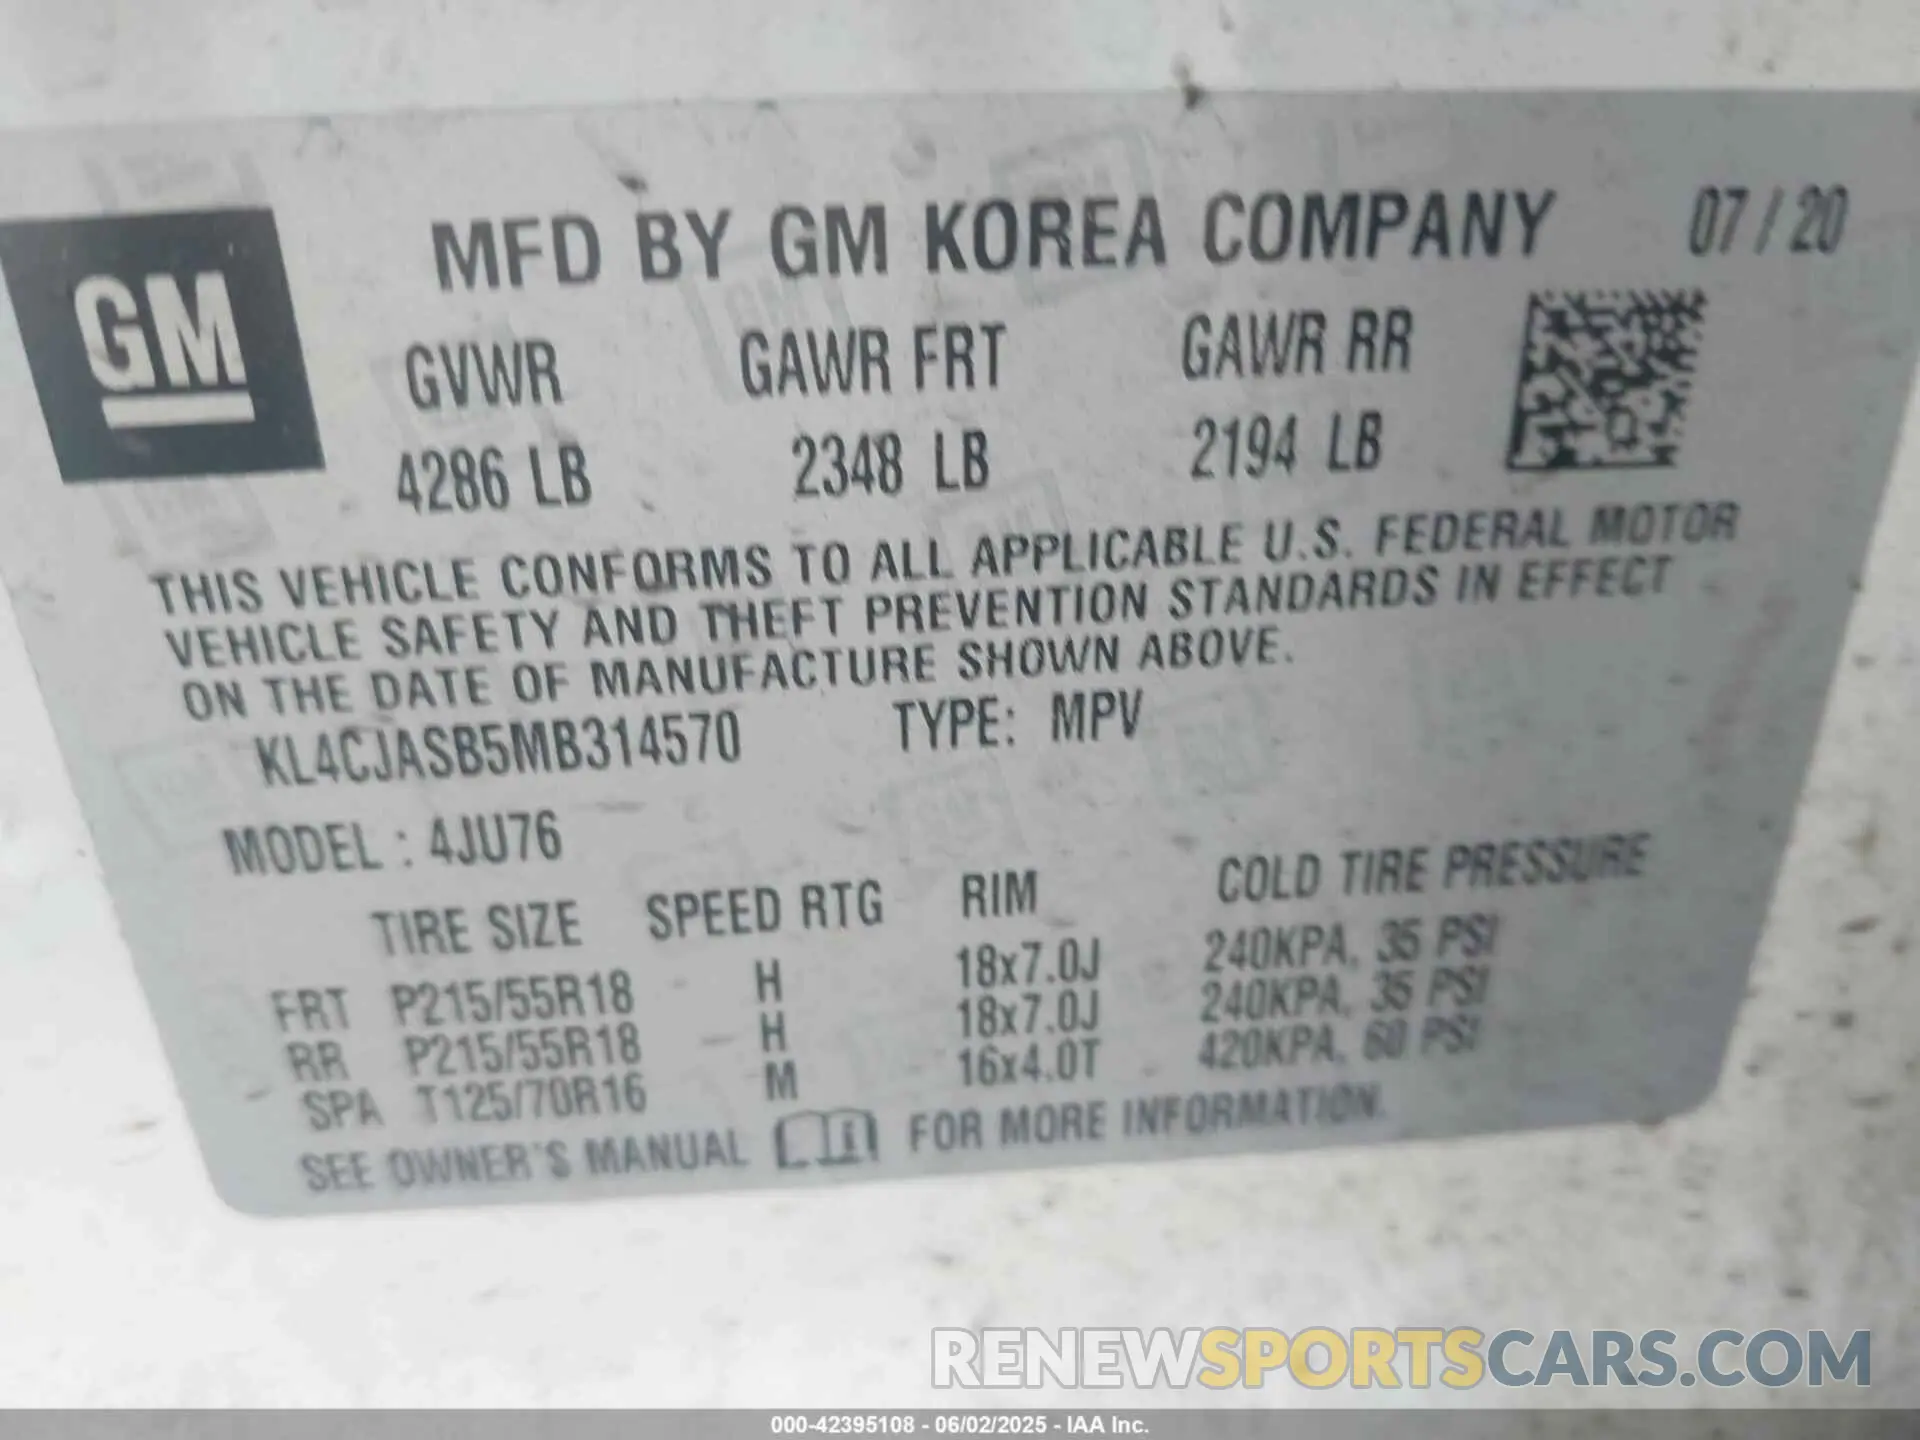 GM
MFD BY GM KOREA COMPANY 07/20
GVWR GAWR FRT GAWR RR
4286 LB 2348 LB 2194 LB
THIS VEHICLE CONFORMS TO ALL APPLICABLE U.S. FEDERAL MOTOR
VEHICLE SAFETY AND THEFT PREVENTION STANDARDS IN EFFECT
ON THE DATE OF MANUFACTURE SHOWN ABOVE.
KL4CJASB5MB314570 TYPE: MPV
MODEL : 4JU76
TIRE SIZE SPEED RTG RIM COLD TIRE PRESSURE
FRT P215/55R18 H 18x7.0J 240KPA, 35 PSI
RR P215/55R18 H 18x7.0J 240KPA, 35 PSI
SPA T125/70R16 M 16x4.0T 420KPA, 60 PSI
SEE OWNER'S MANUAL FOR MORE INFORMATION.
RENEWSPORTSCARS.COM
000-42395108 - 06/02/2025 - IAA Inc.